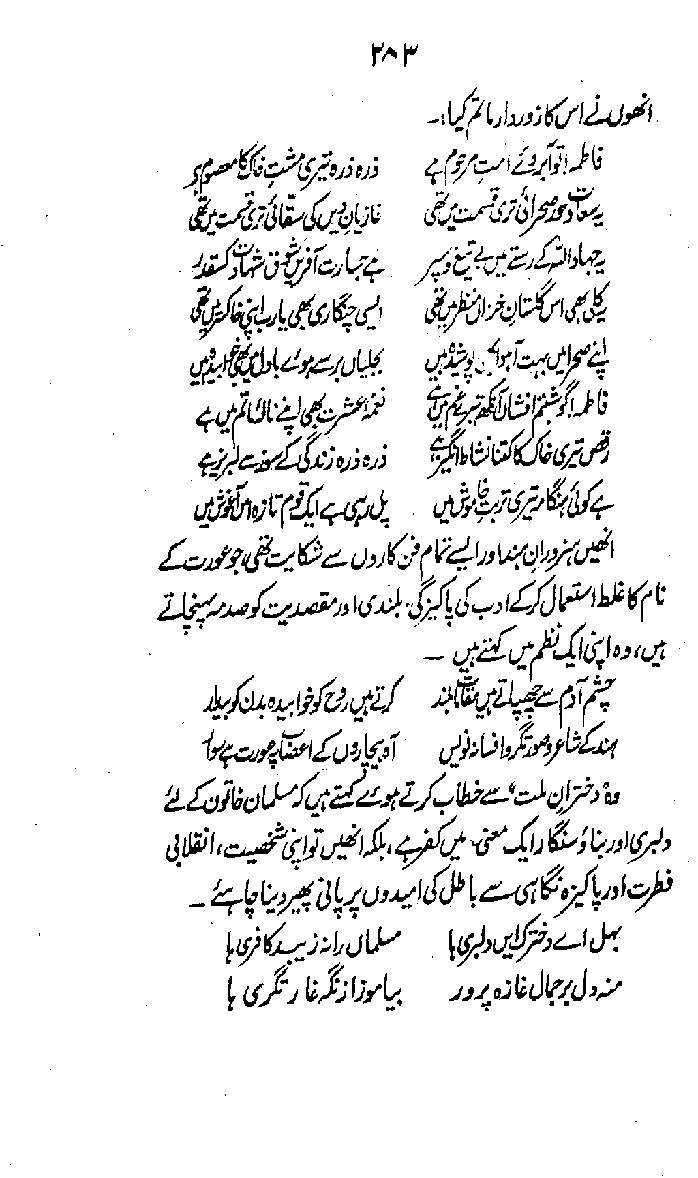 ۲۸۳
انھوں نے اس کا زوردار ماتم کیا:۔
فاطمہ! تو آبروئے امتِ مرحوم ہے ذرہ ذرہ تیری مشتِ خاک کا معصوم ہے
یہ سعادت حورِ صحرائی تری قسمت میں تھی غازیانِ دیں کی سقائی تری قسمت میں تھی
یہ جہاد اللہ کے رستے میں بے تیغ و سپر ہے جسارت آفریں شوقِ شہادت کس قدر
یہ کلی بھی اس گلستانِ خزاں منظر میں تھی ایسی چنگاری بھی یارب اپنی خاکستر میں تھی
اپنے صحرا میں بہت آہو ابھی پوشیدہ ہیں بجلیاں برسے ہوئے بادل میں بھی خوابیدہ ہیں
فاطمہ! گو شبنم افشاں آنکھ تیرے غم میں ہے نغمۂ عشرت بھی اپنے نالۂ ماتم میں ہے
رقص تیری خاک کا کتنا نشاط انگیز ہے ذرہ ذرہ زندگی کے سوز سے لبریز ہے
ہے کوئی ہنگامہ تیری تربتِ خاموش میں پل رہی ہے ایک قوم تازہ اس آغوش میں
انھیں ہنرورانِ ہند اور ایسے تمام فن کاروں سے شکایت تھی، جو عورت کے
نام کا غلط استعمال کر کے ادب کی پاکیزگی، بلندی اور مقصدیت کو صدمہ پہنچاتے
ہیں، وہ اپنی ایک نظم میں کہتے ہیں ۔
چشمِ آدم سے چھپاتے ہیں مقاماتِ بلند کرتے ہیں روح کو خوابیدہ بدن کو بیدار
ہند کے شاعر و صورتگر و افسانہ نویس آہ بیچاروں کے اعصاب پہ عورت ہے سوار
وہ ’دخترانِ ملت‘ سے خطاب کرتے ہوئے کہتے ہیں کہ مسلمان خاتون کے لئے
دلبری اور بناؤ سنگار ایک معنی میں کفر ہے، بلکہ انھیں تو اپنی شخصیت، انقلابی
فطرت اور پاکیزہ نگاہی سے باطل کی امیدوں پر پانی پھیر دینا چاہئے ۔
بہل اے دخترک ایں دلبری ہا مسلماں را نہ زیبد کافری ہا
منہ دل بر جمال غازہ پرور بیاموز از نگہ غارتگری ہا